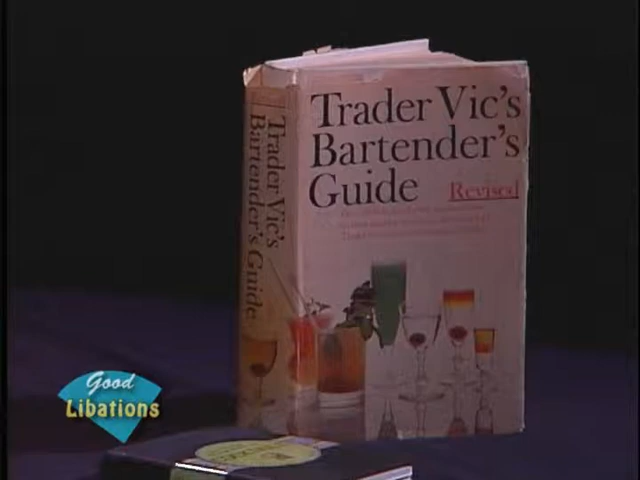 Trader Vic's
Bartender's
Guide
Revised
Trader Vic's
Bartender's Guide
Good
Libations